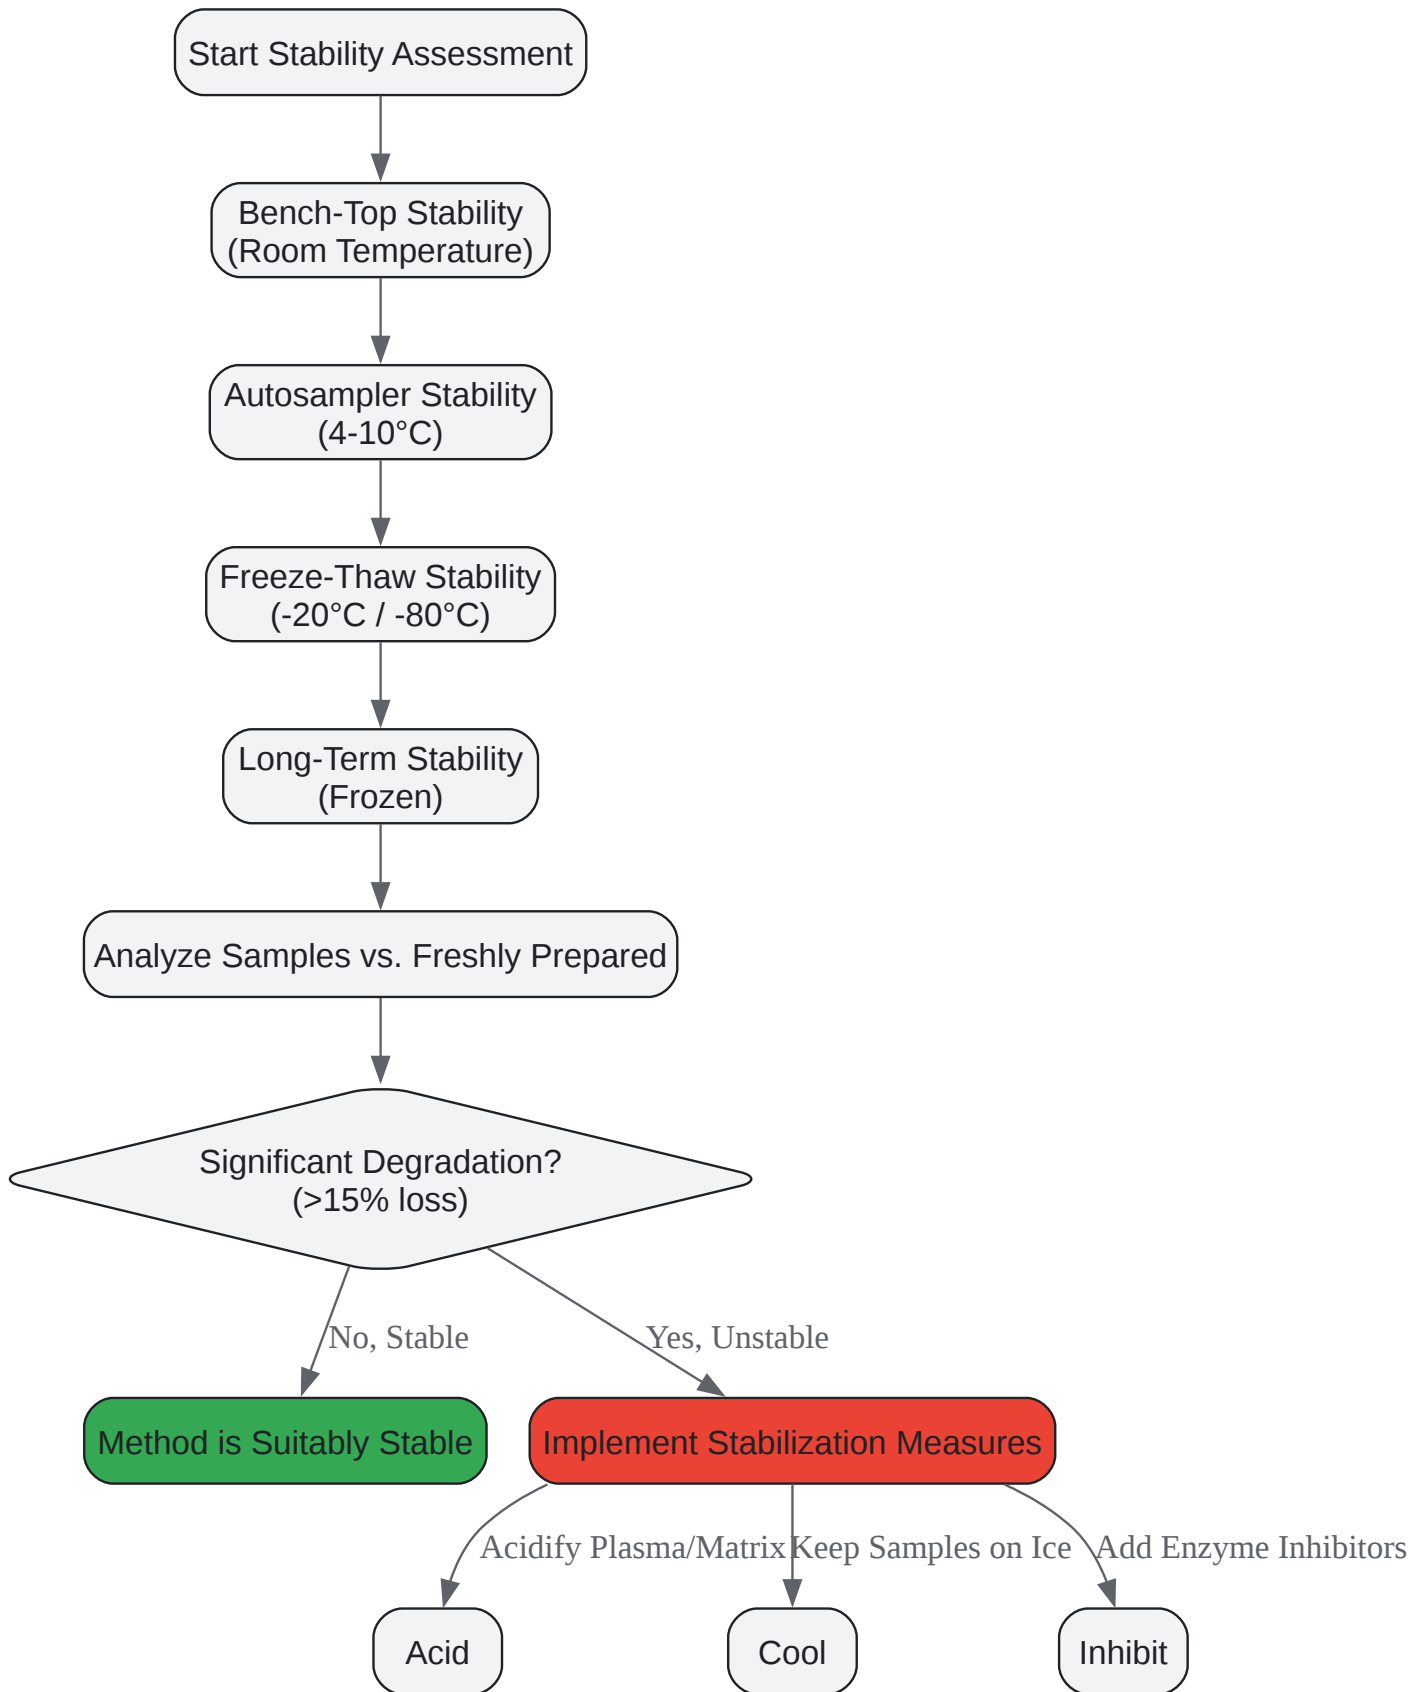 Start Stability Assessment
Bench-Top Stability
(Room Temperature)
Autosampler Stability
(4-10°C)
Freeze-Thaw Stability
(-20°C / -80°C)
Long-Term Stability
(Frozen)
Analyze Samples vs. Freshly Prepared
Significant Degradation?
(>15% loss)
No, Stable
Yes, Unstable
Method is Suitably Stable
Implement Stabilization Measures
Acidify Plasma/Matrix
Keep Samples on Ice
Add Enzyme Inhibitors
Acid
Cool
Inhibit